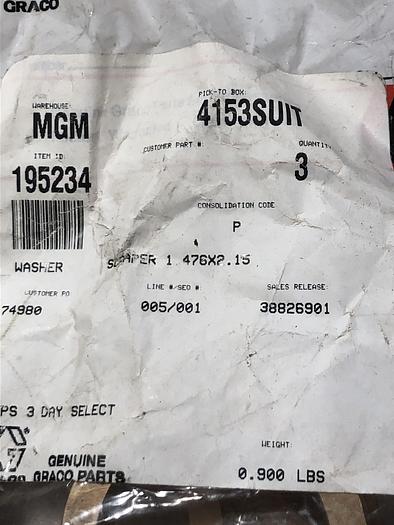 GRACO
WAREHOUSE: PICK-TO BOX:
MGM 4153SUIT
ITEM ID: CUSTOMER PART #: QUANTITY
195234 3
CONSOLIDATION CODE
P
WASHER 1.476X2.15
CUSTOMER PO LINE #/SEQ # SALES RELEASE:
74980 005/001 38826901
PS 3 DAY SELECT
GENUINE WEIGHT:
GRACO PARTS 0.900 LBS